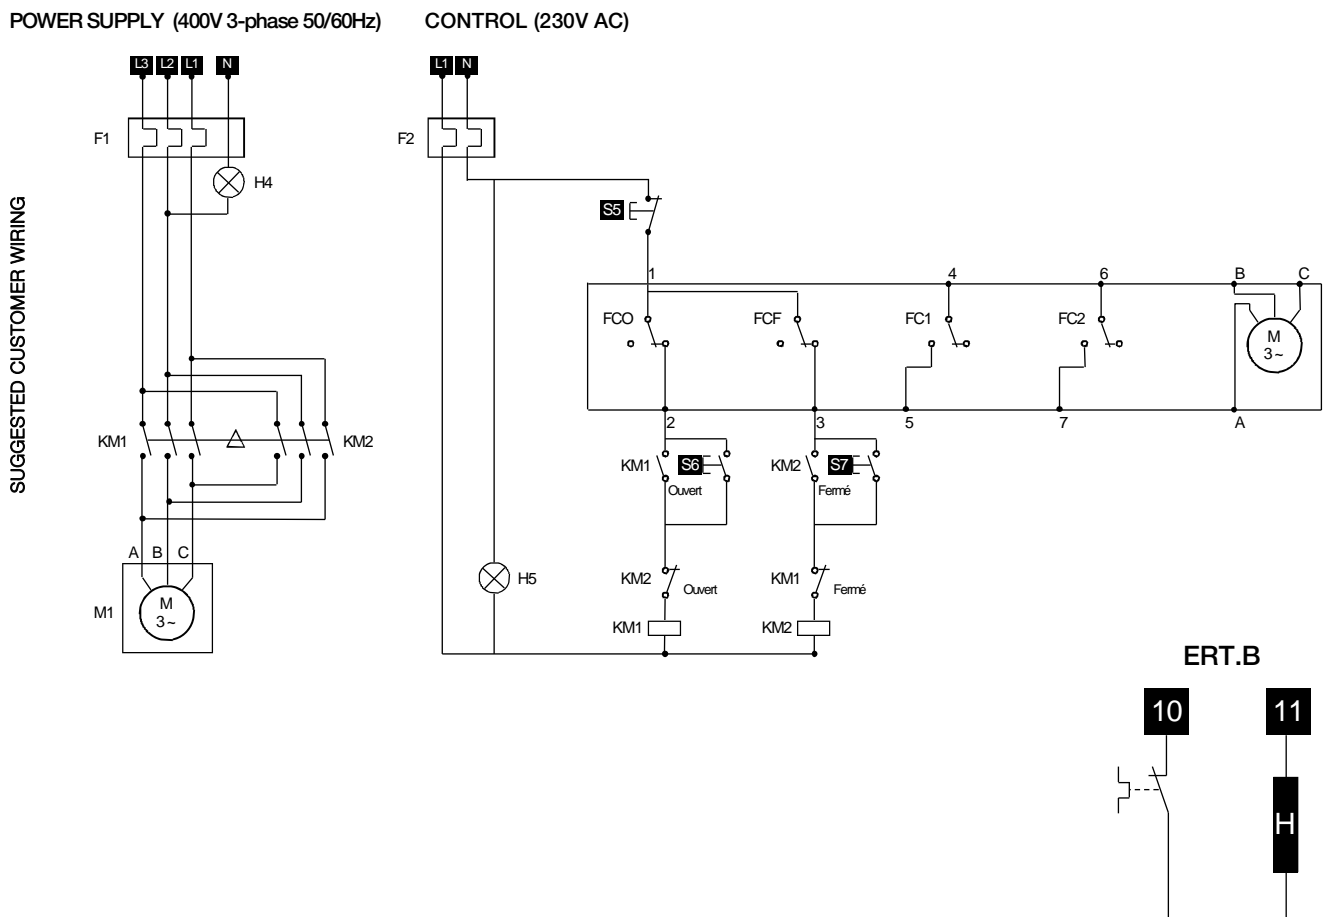 POWER SUPPLY (400V 3-phase 50/60Hz)
CONTROL (230V AC)
L3 L2 L1 N
L1 N
F1
F2
H4
S5
SUGGESTED CUSTOMER WIRING
1 4 6 B C
FCO FCF FC1 FC2
M
3~
2 3 5 7 A
KM1 KM2
KM1 S6 KM2 S7
Ouvert Fermé
A B C
M1
M
3~
H5
KM2 KM1
Ouvert Fermé
KM1 KM2
ERT.B
10 11
H